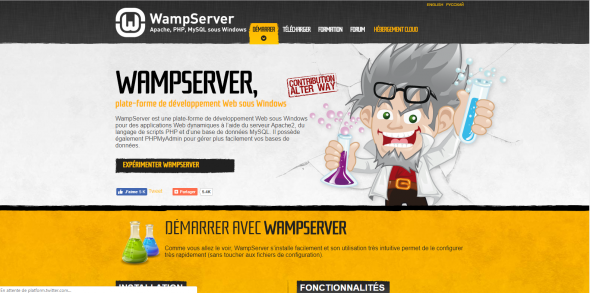 ENGLISH РУССКИЙ
WampServer
Apache, PHP, MySQL sous Windows
DÉMARRER TÉLÉCHARGER FORMATION FORUM HÉBERGEMENT CLOUD
WAMPSERVER,
plate-forme de développement Web sous Windows
CONTRIBUTION
ALTER WAY
WampServer est une plate-forme de développement Web sous Windows
pour des applications Web dynamiques à l'aide du serveur Apache2, du
langage de scripts PHP et d'une base de données MySQL. Il possède
également PHPMyAdmin pour gérer plus facilement vos bases de
données.
EXPÉRIMENTER WAMPSERVER
J'aime Tweet Partager
DÉMARRER AVEC WAMPSERVER
Comme vous allez le voir, WampServer s'installe facilement et son utilisation très intuitive permet de le configurer
très rapidement (sans toucher aux fichiers de configuration).
INSTALLATION
FONCTIONNALITÉS
En attente de platform.twitter.com...